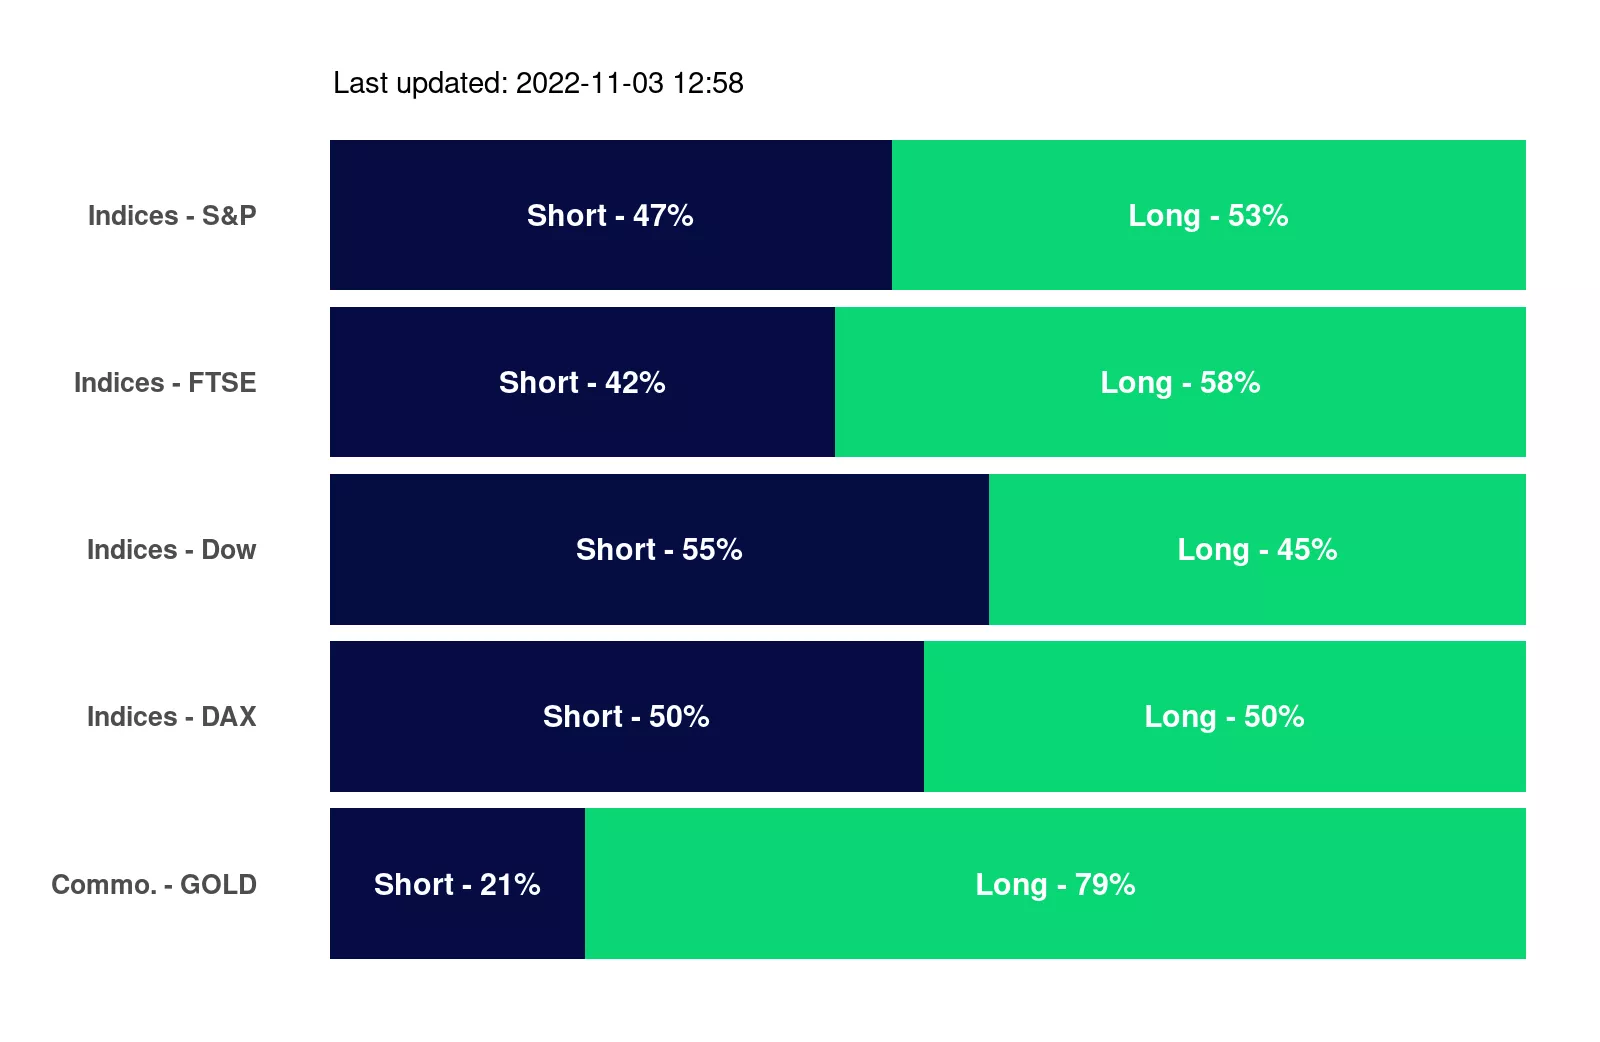 Last updated: 2022-11-03 12:58
Indices - S&P Short - 47% Long - 53%
Indices - FTSE Short - 42% Long - 58%
Indices - Dow Short - 55% Long - 45%
Indices - DAX Short - 50% Long - 50%
Commo. - GOLD Short - 21% Long - 79%